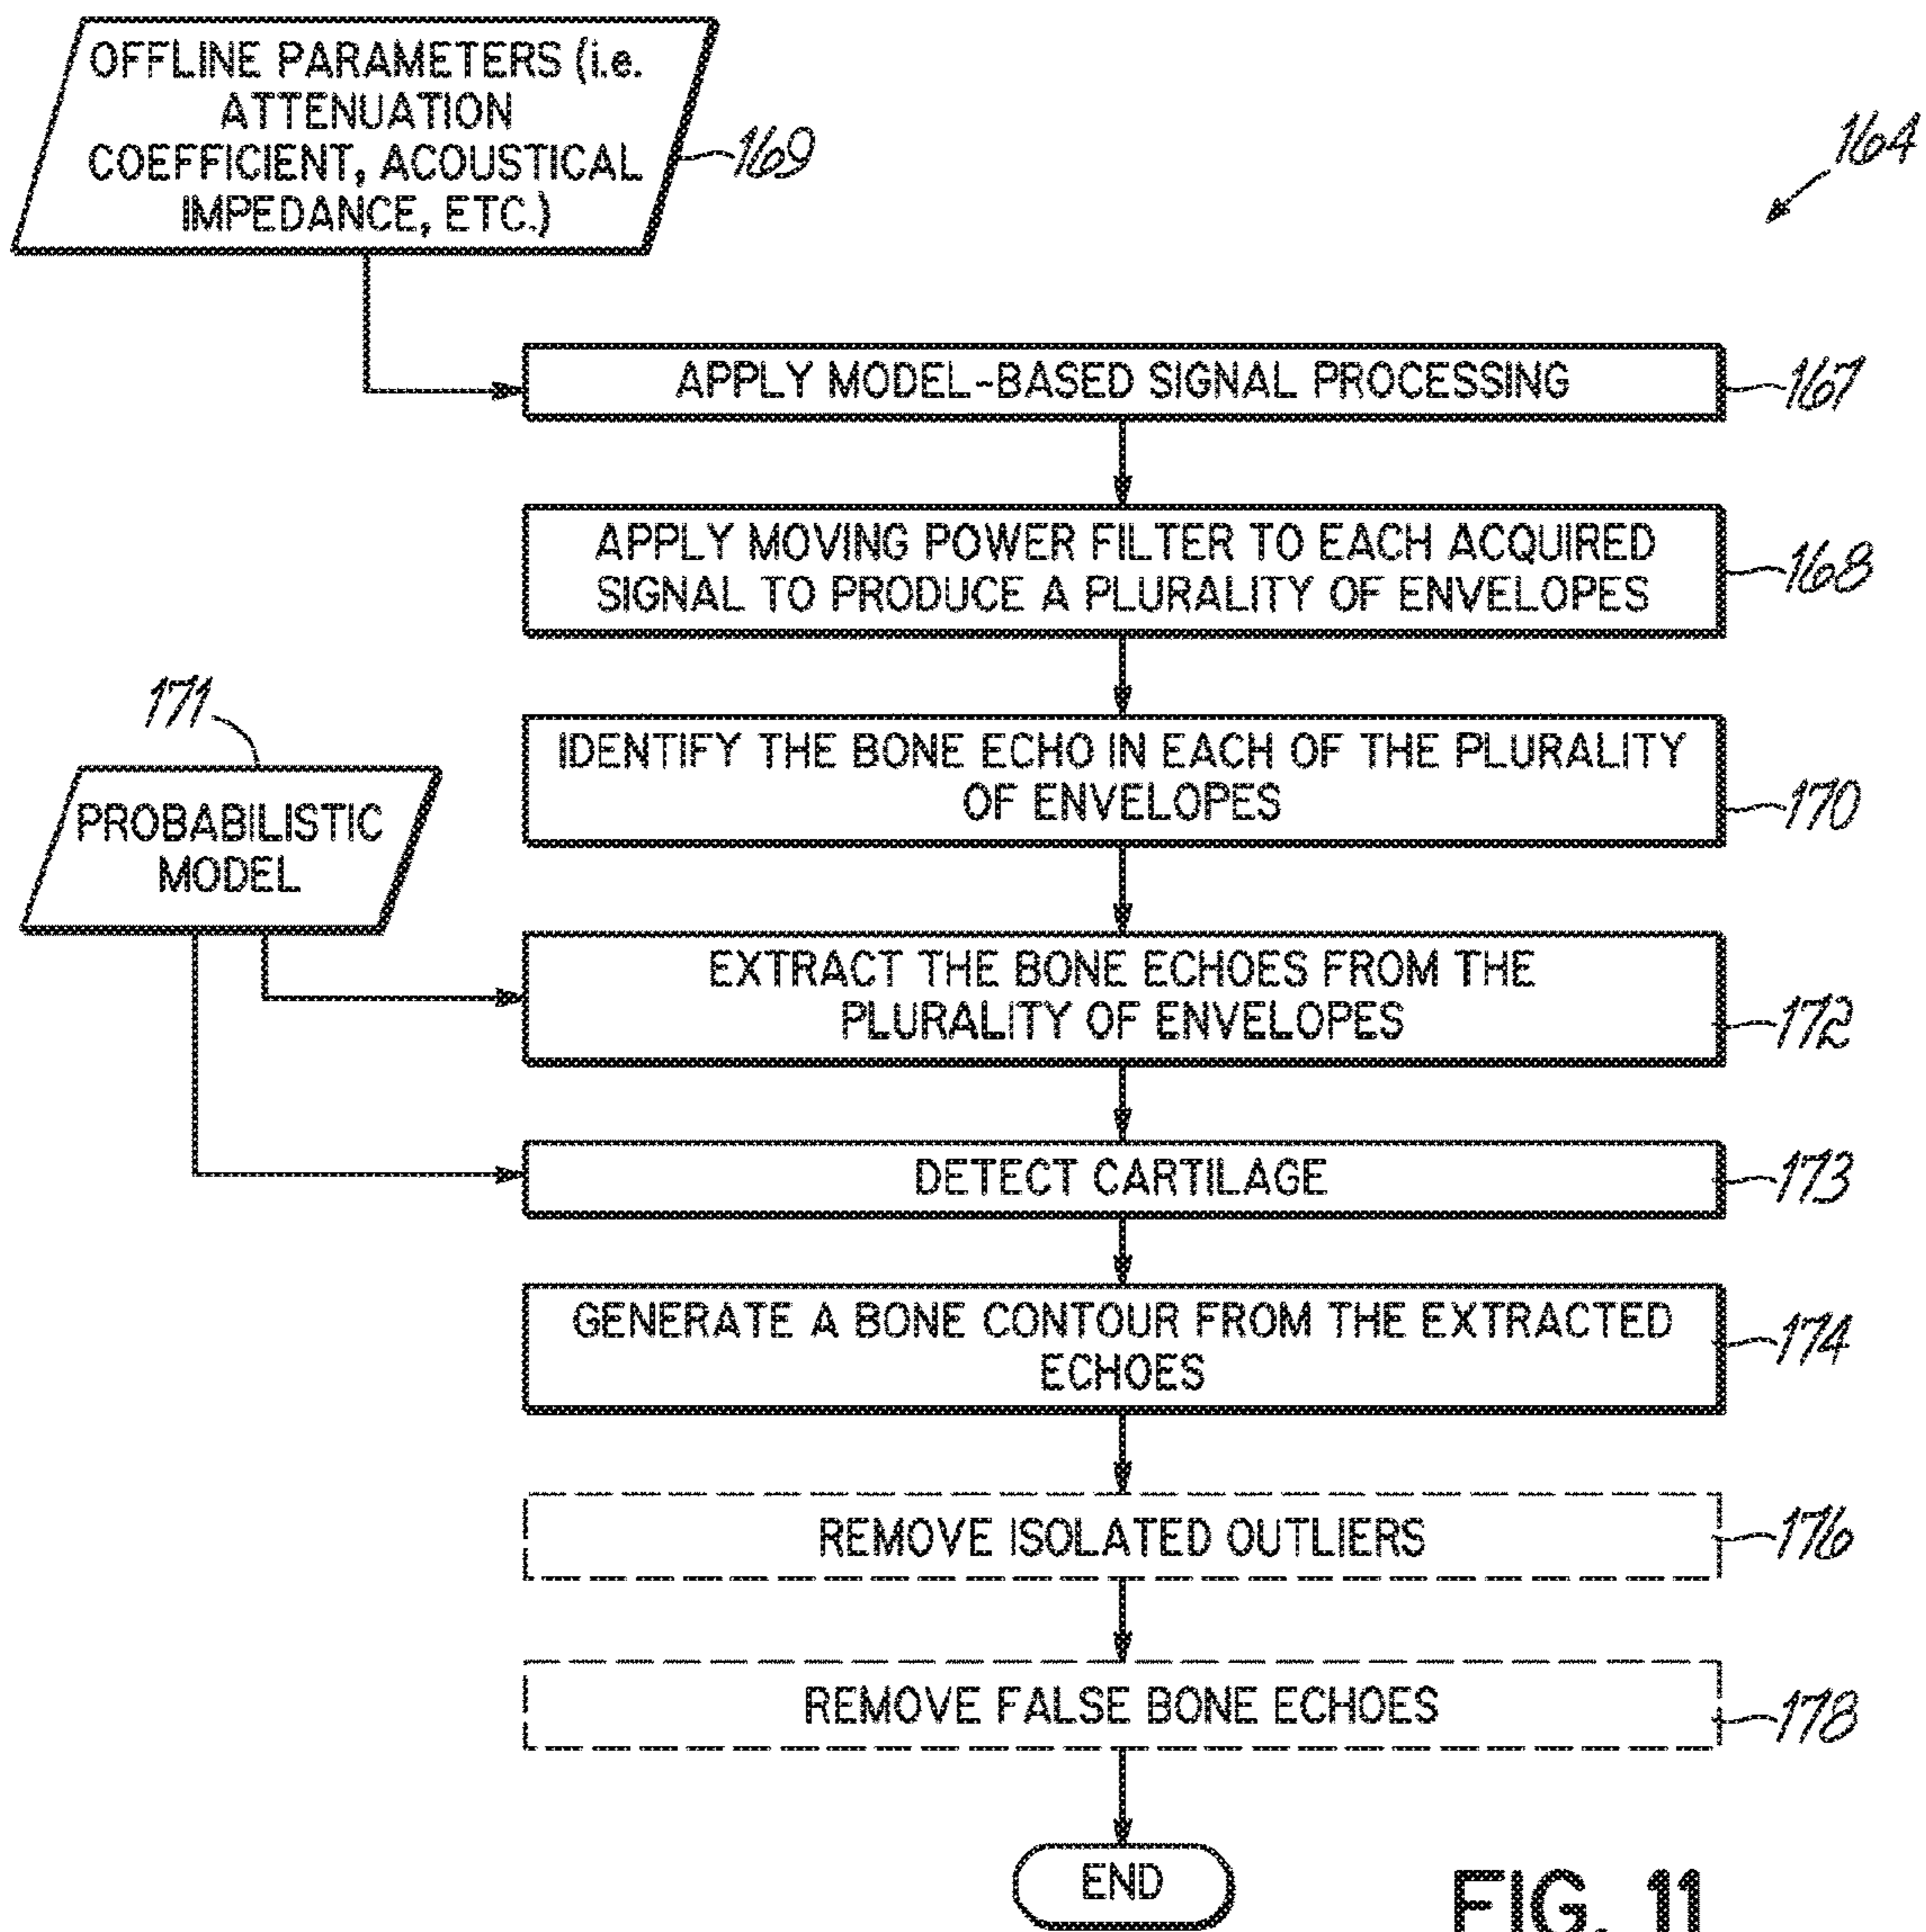 OFFLINE PARAMETERS (i.e.
ATTENUATION
COEFFICIENT, ACOUSTICAL
IMPEDANCE, ETC.)
169
164
APPLY MODEL-BASED SIGNAL PROCESSING
167
APPLY MOVING POWER FILTER TO EACH ACQUIRED
SIGNAL TO PRODUCE A PLURALITY OF ENVELOPES
168
171
PROBABILISTIC
MODEL
IDENTIFY THE BONE ECHO IN EACH OF THE PLURALITY
OF ENVELOPES
170
EXTRACT THE BONE ECHOES FROM THE
PLURALITY OF ENVELOPES
172
DETECT CARTILAGE
173
GENERATE A BONE CONTOUR FROM THE EXTRACTED
ECHOES
174
REMOVE ISOLATED OUTLIERS
176
REMOVE FALSE BONE ECHOES
178
END
FIG. 11